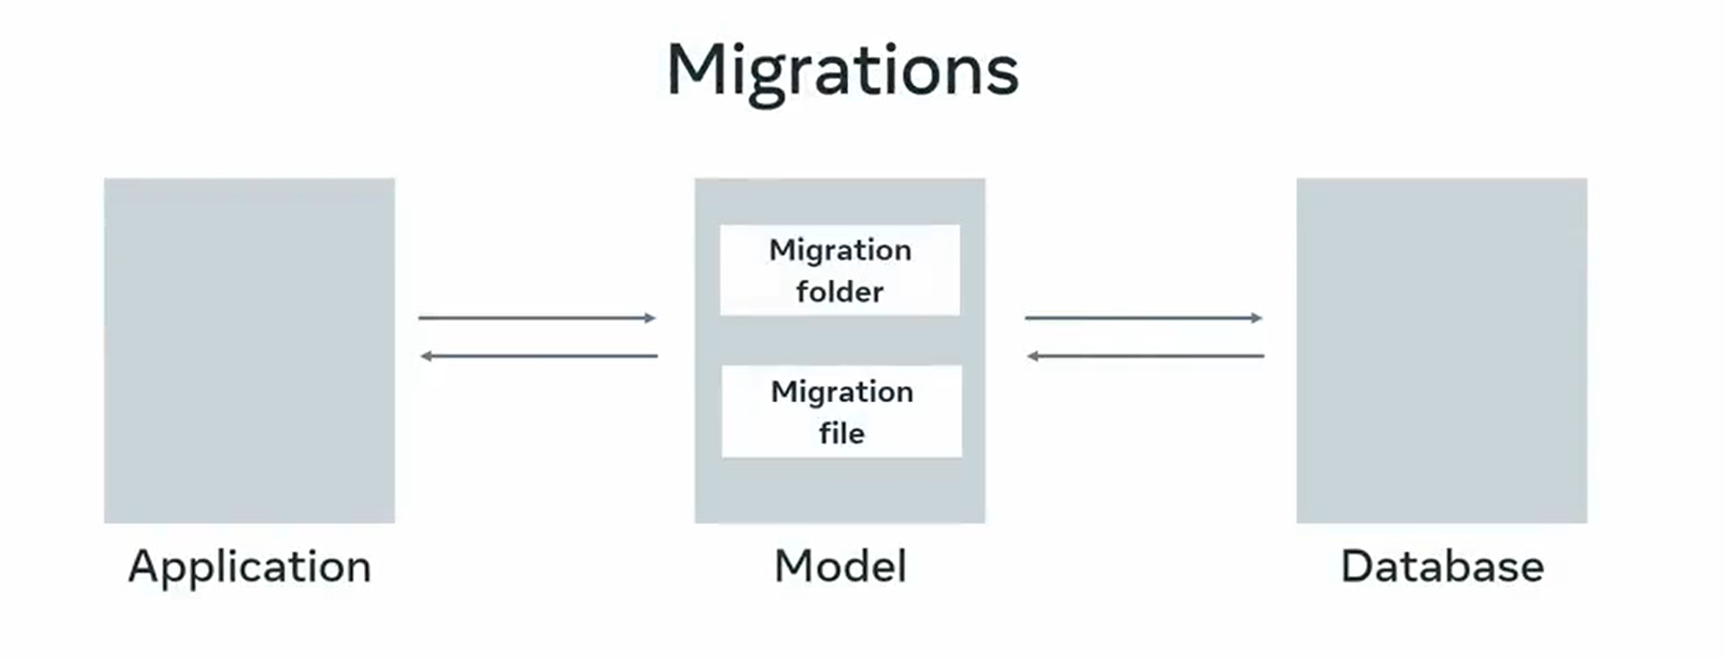 Migrations
Migration
folder
Migration
file
Application
Model
Database